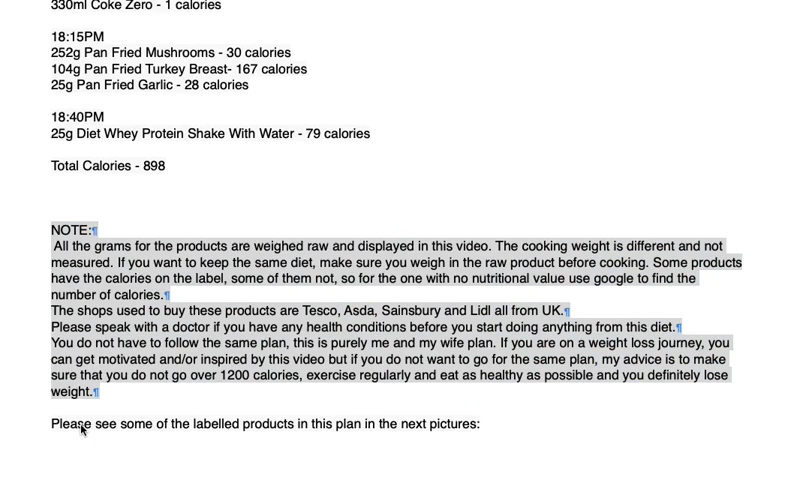 330ml Coke Zero - 1 calories
18:15PM
252g Pan Fried Mushrooms - 30 calories
104g Pan Fried Turkey Breast- 167 calories
25g Pan Fried Garlic - 28 calories
18:40PM
25g Diet Whey Protein Shake With Water - 79 calories
Total Calories - 898
NOTE:¶
All the grams for the products are weighed raw and displayed in this video. The cooking weight is different and not
measured. If you want to keep the same diet, make sure you weigh in the raw product before cooking. Some products
have the calories on the label, some of them not, so for the one with no nutritional value use google to find the
number of calories.¶
The shops used to buy these products are Tesco, Asda, Sainsbury and Lidl all from UK.¶
Please speak with a doctor if you have any health conditions before you start doing anything from this diet.¶
You do not have to follow the same plan, this is purely me and my wife plan. If you are on a weight loss journey, you
can get motivated and/or inspired by this video but if you do not want to go for the same plan, my advice is to make
sure that you do not go over 1200 calories, exercise regularly and eat as healthy as possible and you definitely lose
weight.¶
Please see some of the labelled products in this plan in the next pictures: